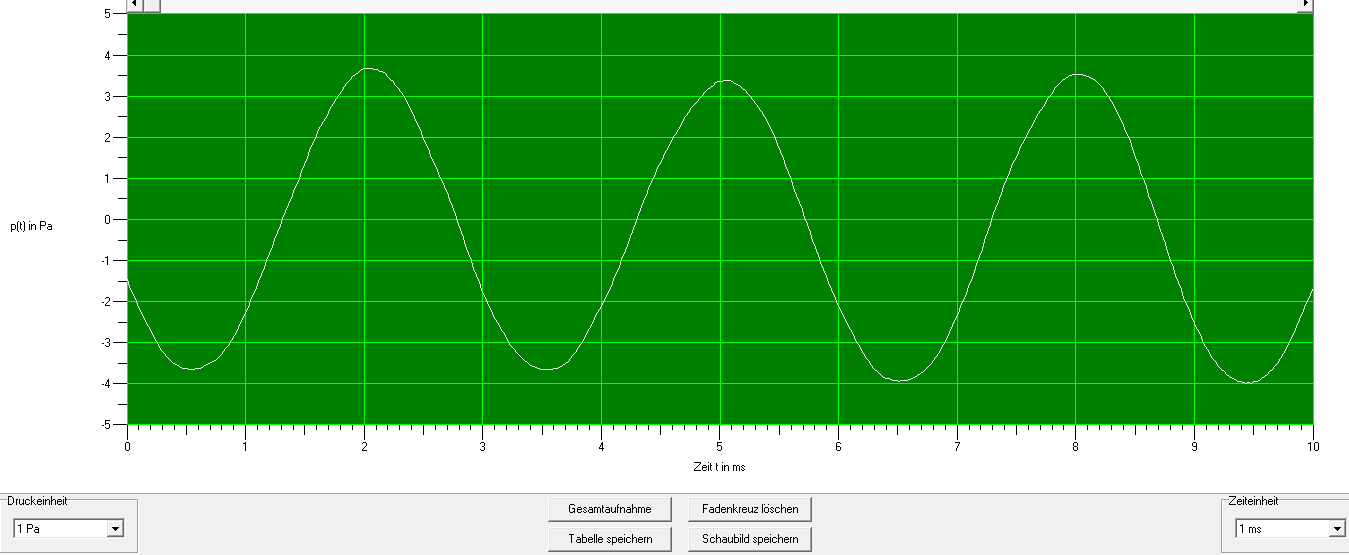 5
4
3
2
1
0
-1
-2
-3
-4
-5
p(t) in Pa
0 1 2 3 4 5 6 7 8 9 10
Zeit t in ms
Druckeinheit
1 Pa
Gesamtaufnahme
Fadenkreuz löschen
Tabelle speichern
Schaubild speichern
Zeiteinheit
1 ms